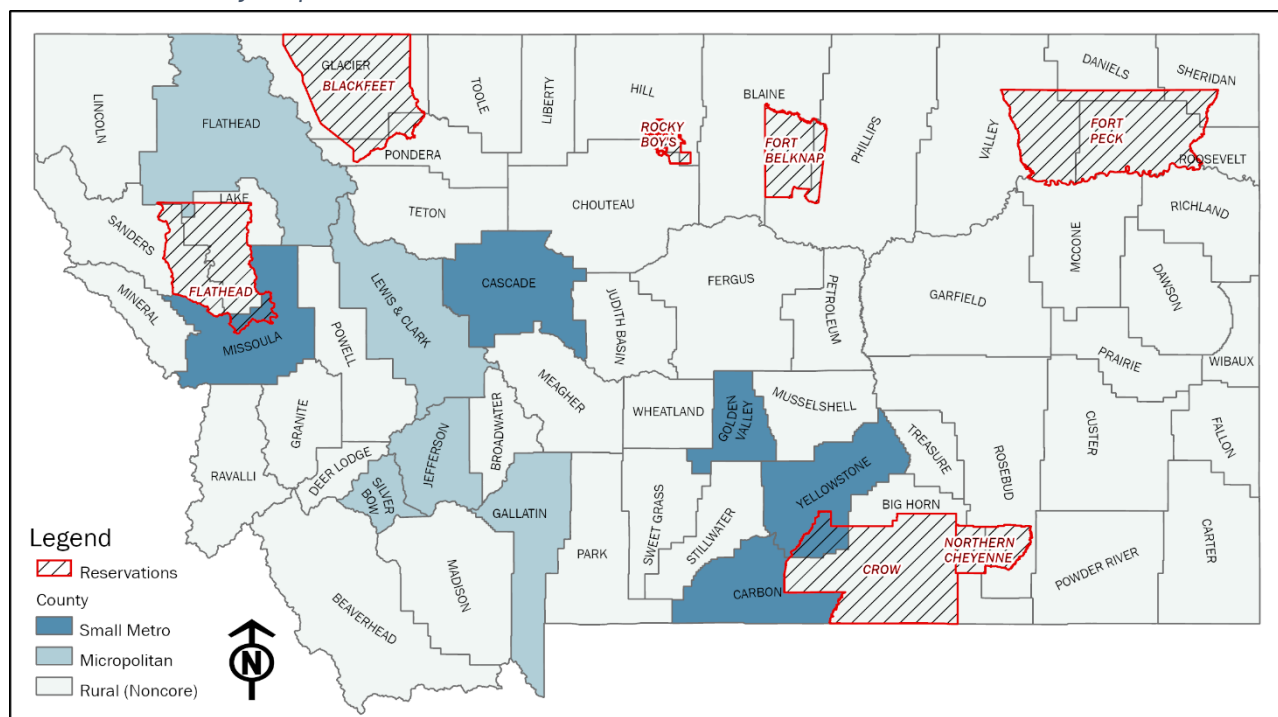 LINCOLN
FLATHEAD
GLACIER
BLACKFEET
TOOLE
LIBERTY
HILL
BLAINE
PHILLIPS
VALLEY
DANIELS
SHERIDAN
ROCKY
BOY'S
FORT
BELKNAP
FORT
PECK
ROOSEVELT
PONDERA
LAKE
TETON
CHOUTEAU
RICHLAND
SANDERS
MCCONE
DAWSON
MINERAL
FLATHEAD
LEWIS & CLARK
CASCADE
JUDITH BASIN
FERGUS
PETROLEUM
GARFIELD
MISSOULA
POWELL
MEAGHER
PRAIRIE
WIBAUX
GRANITE
BROADWATER
WHEATLAND
GOLDEN
VALLEY
MUSSELSHELL
TREASURE
ROSEBUD
CUSTER
FALLON
RAVALLI
DEER LODGE
JEFFERSON
SILVER
BOW
GALLATIN
PARK
SWEET GRASS
STILLWATER
YELLOWSTONE
BIG HORN
NORTHERN
CHEYENNE
CROW
CARBON
POWDER RIVER
CARTER
MADISON
BEAVERHEAD
Legend
Reservations
County
Small Metro
Micropolitan
Rural (Noncore)
N